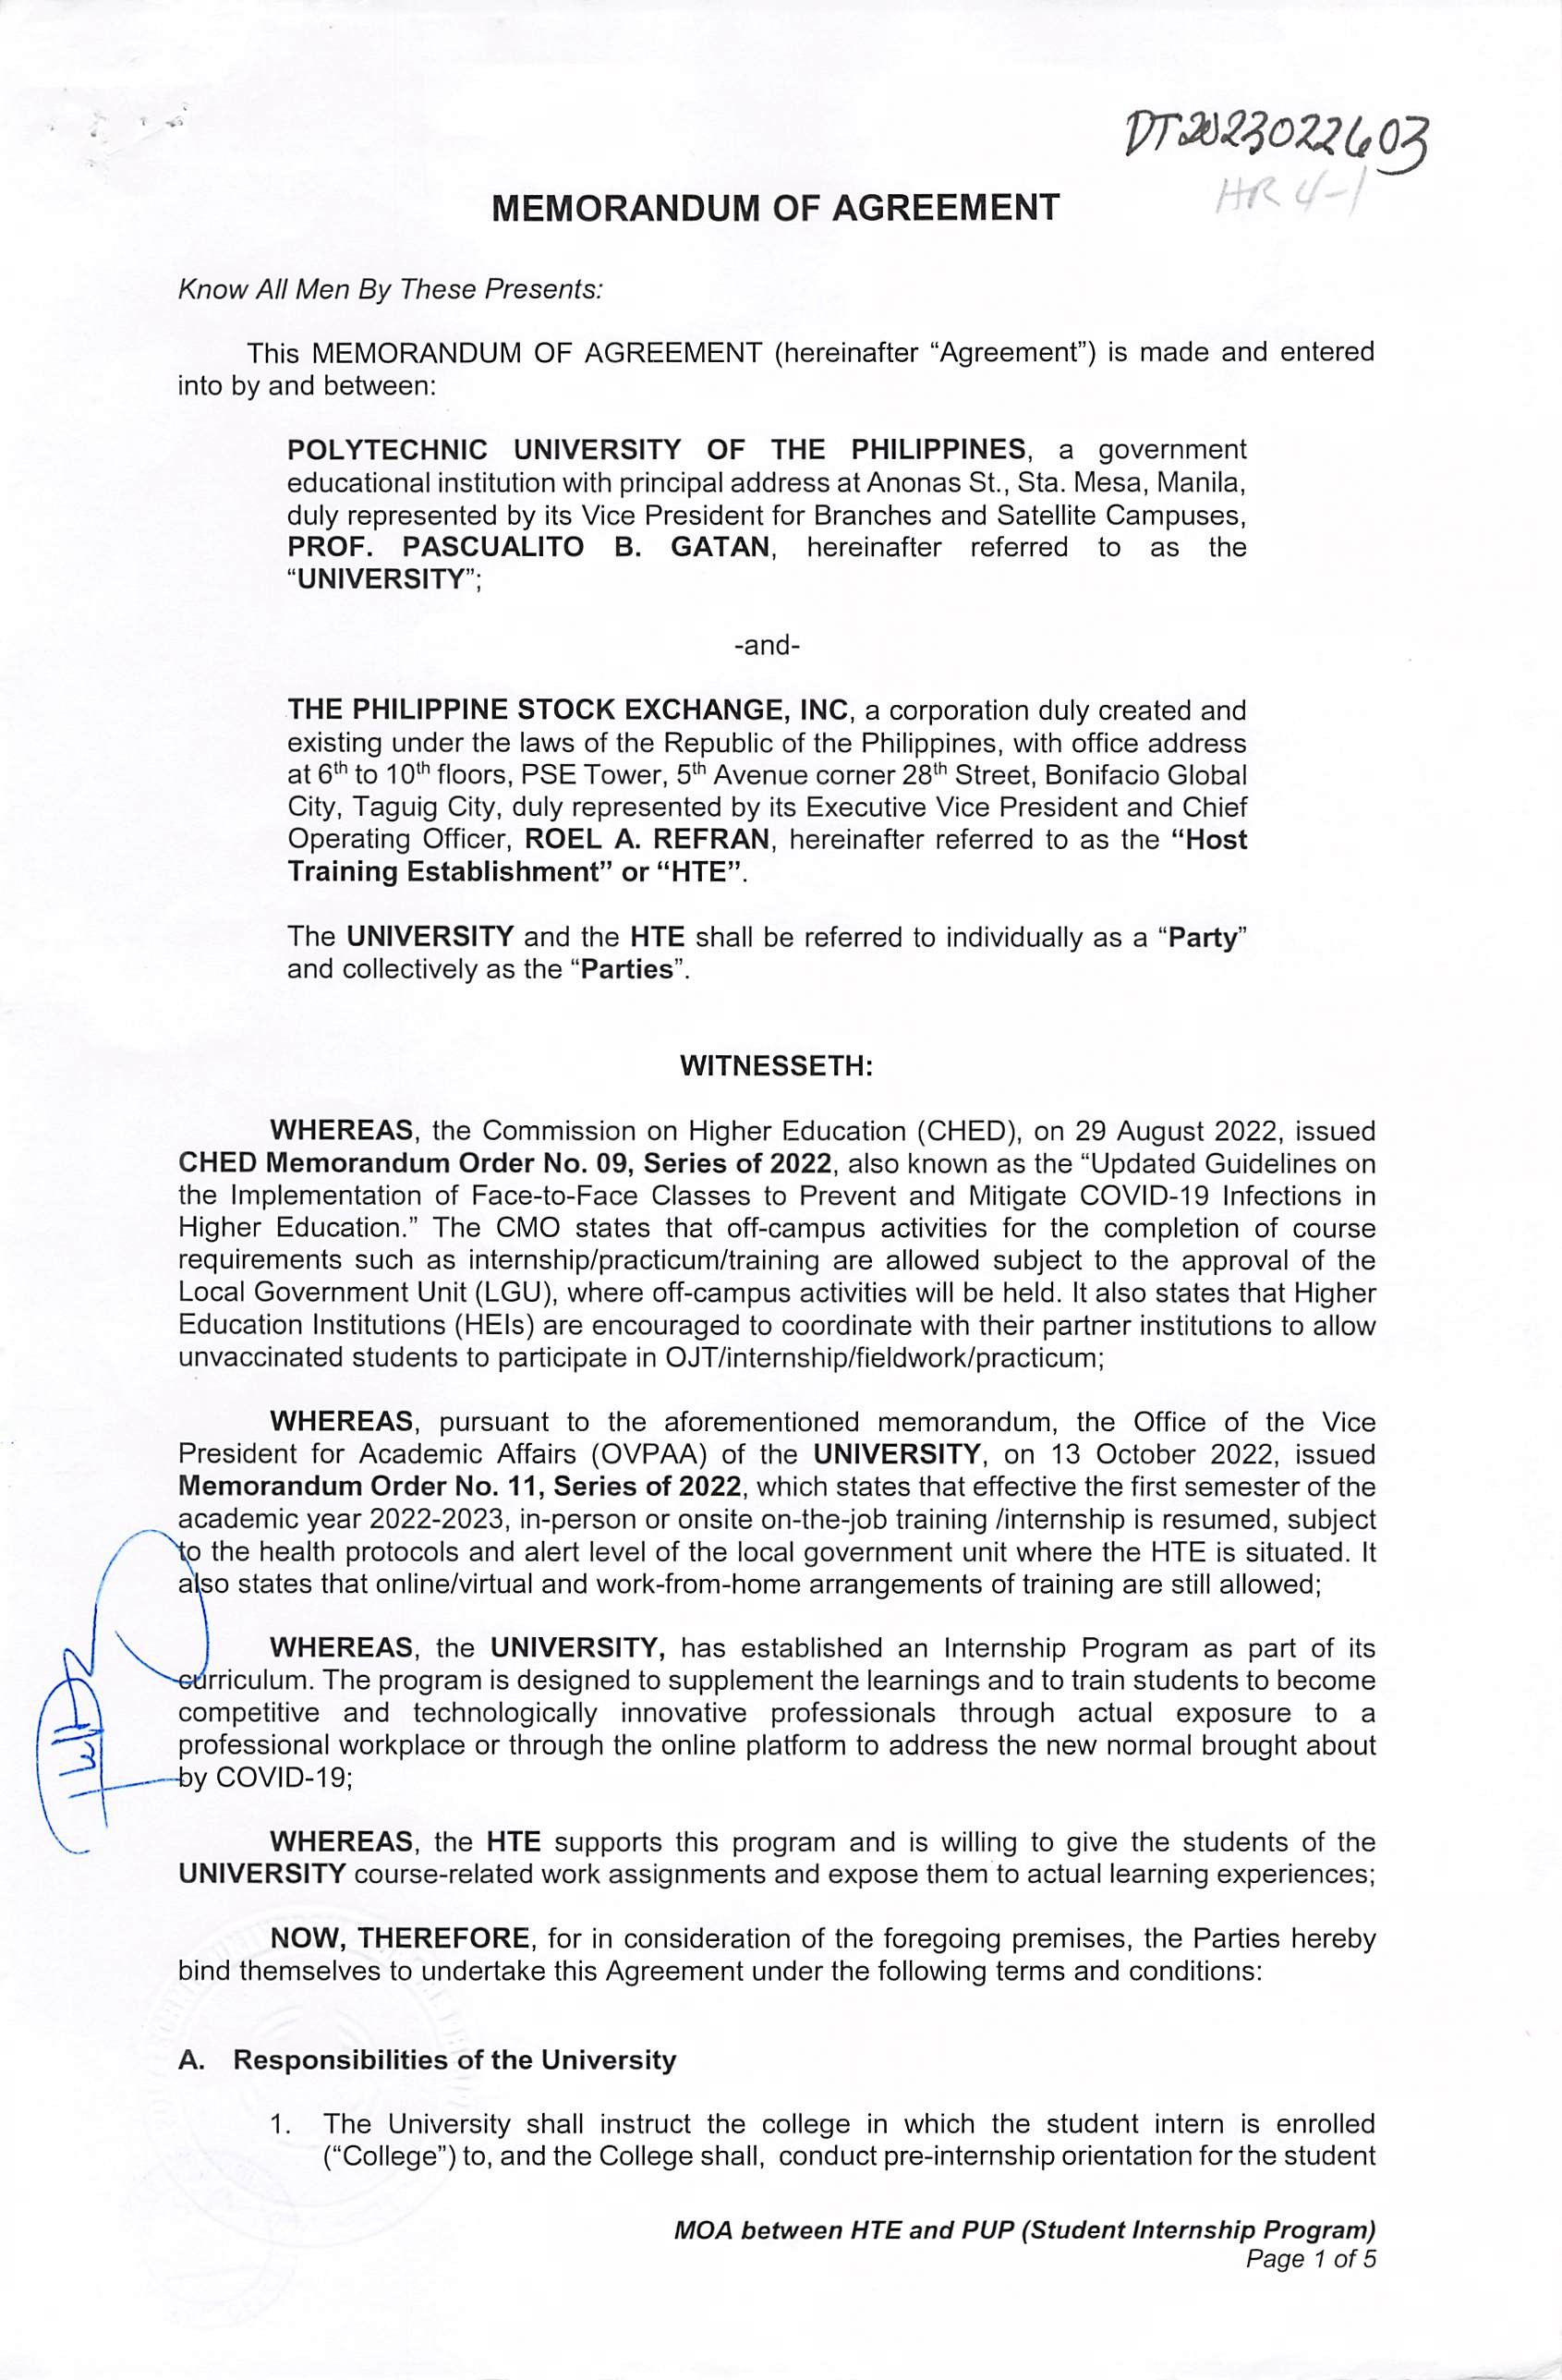 DT2023022603
HR 4-1
MEMORANDUM OF AGREEMENT
Know All Men By These Presents:
This MEMORANDUM OF AGREEMENT (hereinafter “Agreement”) is made and entered
into by and between:
POLYTECHNIC UNIVERSITY OF THE PHILIPPINES, a government
educational institution with principal address at Anonas St., Sta. Mesa, Manila,
duly represented by its Vice President for Branches and Satellite Campuses,
PROF. PASCUALITO B. GATAN, hereinafter referred to as the
“UNIVERSITY”;
-and-
THE PHILIPPINE STOCK EXCHANGE, INC, a corporation duly created and
existing under the laws of the Republic of the Philippines, with office address
at 6th to 10th floors, PSE Tower, 5th Avenue corner 28th Street, Bonifacio Global
City, Taguig City, duly represented by its Executive Vice President and Chief
Operating Officer, ROEL A. REFRAN, hereinafter referred to as the “Host
Training Establishment” or “HTE”.
The UNIVERSITY and the HTE shall be referred to individually as a “Party”
and collectively as the “Parties”.
WITNESSETH:
WHEREAS, the Commission on Higher Education (CHED), on 29 August 2022, issued
CHED Memorandum Order No. 09, Series of 2022, also known as the “Updated Guidelines on
the Implementation of Face-to-Face Classes to Prevent and Mitigate COVID-19 Infections in
Higher Education.” The CMO states that off-campus activities for the completion of course
requirements such as internship/practicum/training are allowed subject to the approval of the
Local Government Unit (LGU), where off-campus activities will be held. It also states that Higher
Education Institutions (HEIs) are encouraged to coordinate with their partner institutions to allow
unvaccinated students to participate in OJT/internship/fieldwork/practicum;
WHEREAS, pursuant to the aforementioned memorandum, the Office of the Vice
President for Academic Affairs (OVPAA) of the UNIVERSITY, on 13 October 2022, issued
Memorandum Order No. 11, Series of 2022, which states that effective the first semester of the
academic year 2022-2023, in-person or onsite on-the-job training /internship is resumed, subject
to the health protocols and alert level of the local government unit where the HTE is situated. It
also states that online/virtual and work-from-home arrangements of training are still allowed;
WHEREAS, the UNIVERSITY, has established an Internship Program as part of its
curriculum. The program is designed to supplement the learnings and to train students to become
competitive and technologically innovative professionals through actual exposure to a
professional workplace or through the online platform to address the new normal brought about
by COVID-19;
WHEREAS, the HTE supports this program and is willing to give the students of the
UNIVERSITY course-related work assignments and expose them to actual learning experiences;
NOW, THEREFORE, for in consideration of the foregoing premises, the Parties hereby
bind themselves to undertake this Agreement under the following terms and conditions:
A. Responsibilities of the University
1. The University shall instruct the college in which the student intern is enrolled
(“College”) to, and the College shall, conduct pre-internship orientation for the student
MOA between HTE and PUP (Student Internship Program)
Page 1 of 5